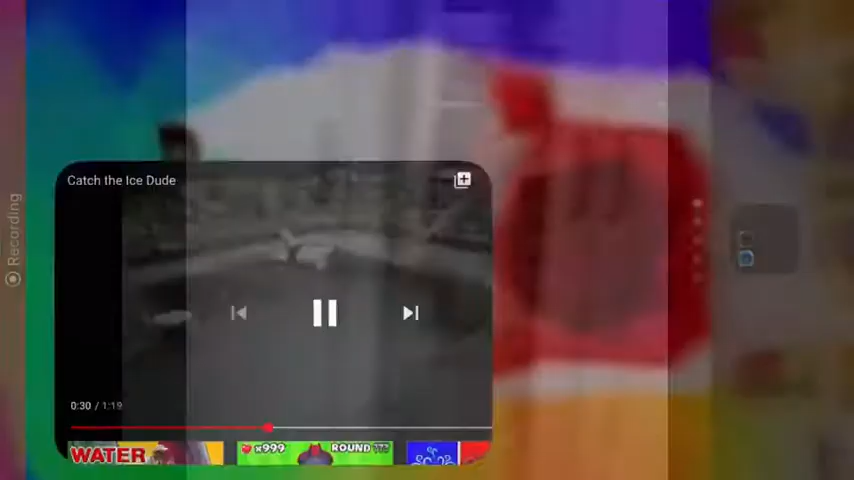 Recording
Catch the Ice Dude
0:30 / 1:19
WATER
x999
ROUND